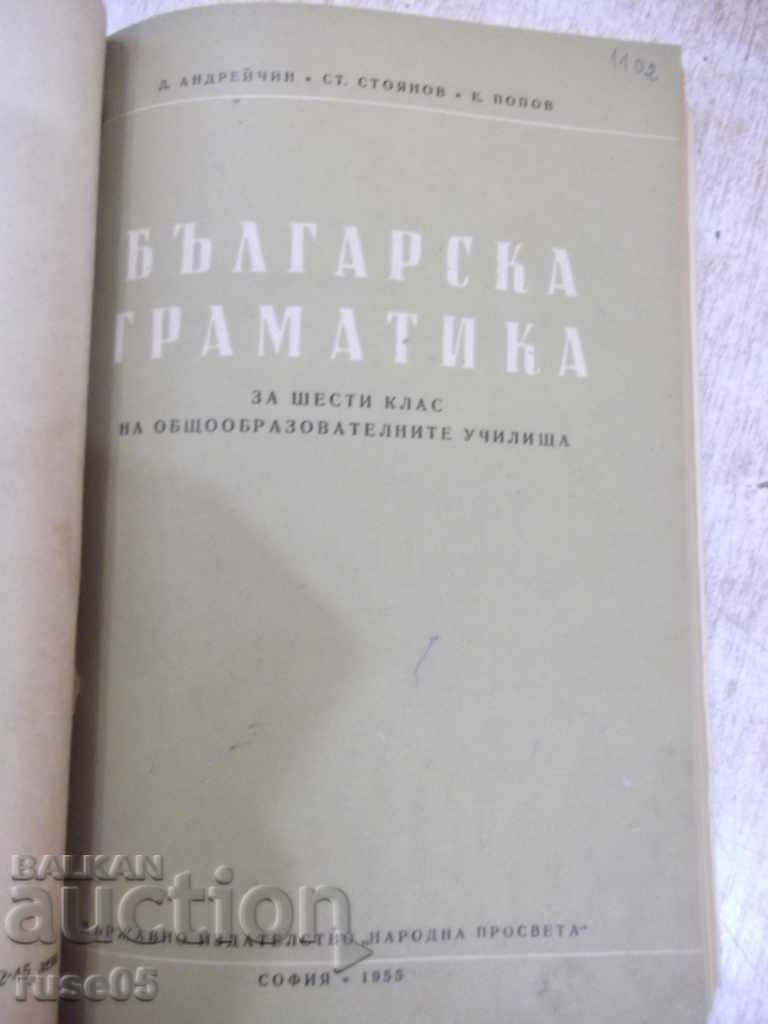 1102
Д. АНДРЕЙЧИН • СТ. СТОЯНОВ • К. ПОПОВ
БЪЛГАРСКА
ГРАМАТИКА
ЗА ШЕСТИ КЛАС
НА ОБЩООБРАЗОВАТЕЛНИТЕ УЧИЛИЩА
BALKAN
auction
ДЪРЖАВНО ИЗДАТЕЛСТВО „НАРОДНА ПРОСВЕТА“
СОФИЯ • 1955
ruse05